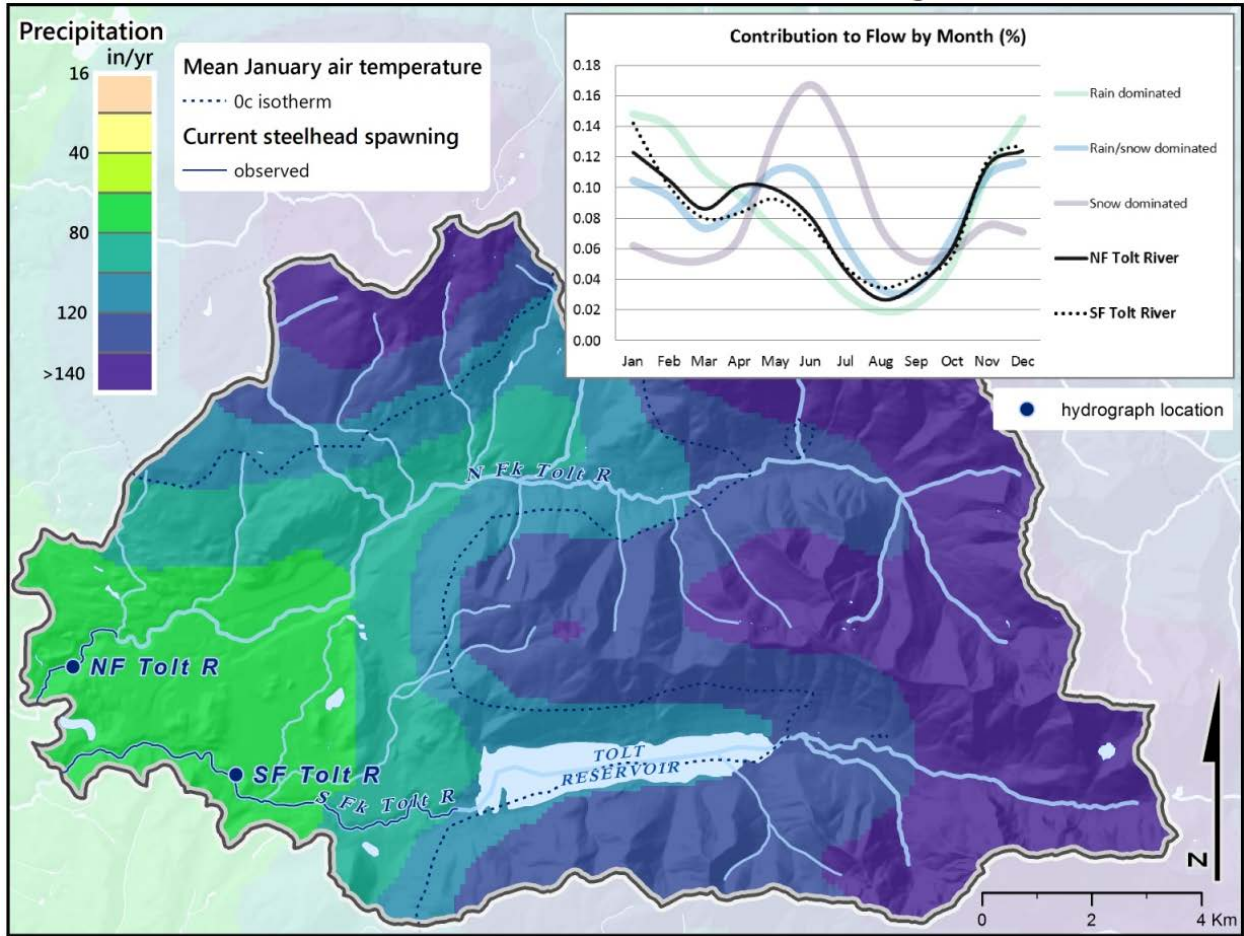 Precipitation
in/yr
16
40
80
120
>140
Mean January air temperature
0c isotherm
Current steelhead spawning
observed
Contribution to Flow by Month (%)
0.18
0.16
0.14
0.12
0.10
0.08
0.06
0.04
0.02
0.00
Jan Feb Mar Apr May Jun Jul Aug Sep Oct Nov Dec
Rain dominated
Rain/snow dominated
Snow dominated
NF Tolt River
SF Tolt River
hydrograph location
N Fk Tolt R
NF Tolt R
SF Tolt R
S Fk Tolt R
TOLT
RESERVOIR
N
0 2 4 Km